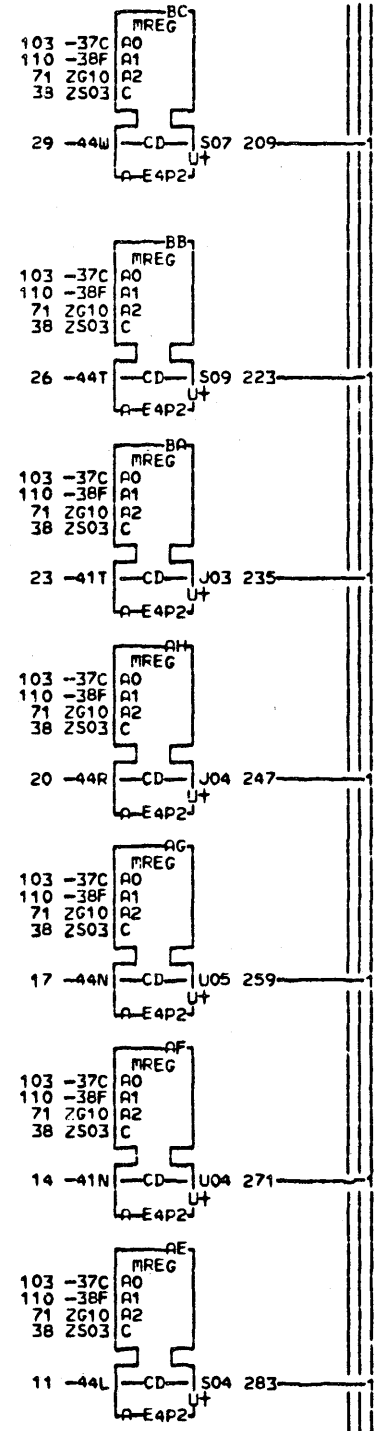 BC
MREG
103 -37C A0
110 -38F A1
71 ZG10 A2
38 ZS03 C
29 -44W CD S07 209 1
U+
A E4P2
BB
MREG
103 -37C A0
110 -38F A1
71 ZG10 A2
38 ZS03 C
26 -44T CD S09 223 1
U+
A E4P2
BA
MREG
103 -37C A0
110 -38F A1
71 ZG10 A2
38 ZS03 C
23 -41T CD J03 235 1
U+
A E4P2
AH
MREG
103 -37C A0
110 -38F A1
71 ZG10 A2
38 ZS03 C
20 -44R CD J04 247 1
U+
A E4P2
AG
MREG
103 -37C A0
110 -38F A1
71 ZG10 A2
38 ZS03 C
17 -44N CD U05 259 1
U+
A E4P2
AF
MREG
103 -37C A0
110 -38F A1
71 ZG10 A2
38 ZS03 C
14 -41N CD U04 271 1
U+
A E4P2
AE
MREG
103 -37C A0
110 -38F A1
71 ZG10 A2
38 ZS03 C
11 -44L CD S04 283 1
U+
A E4P2